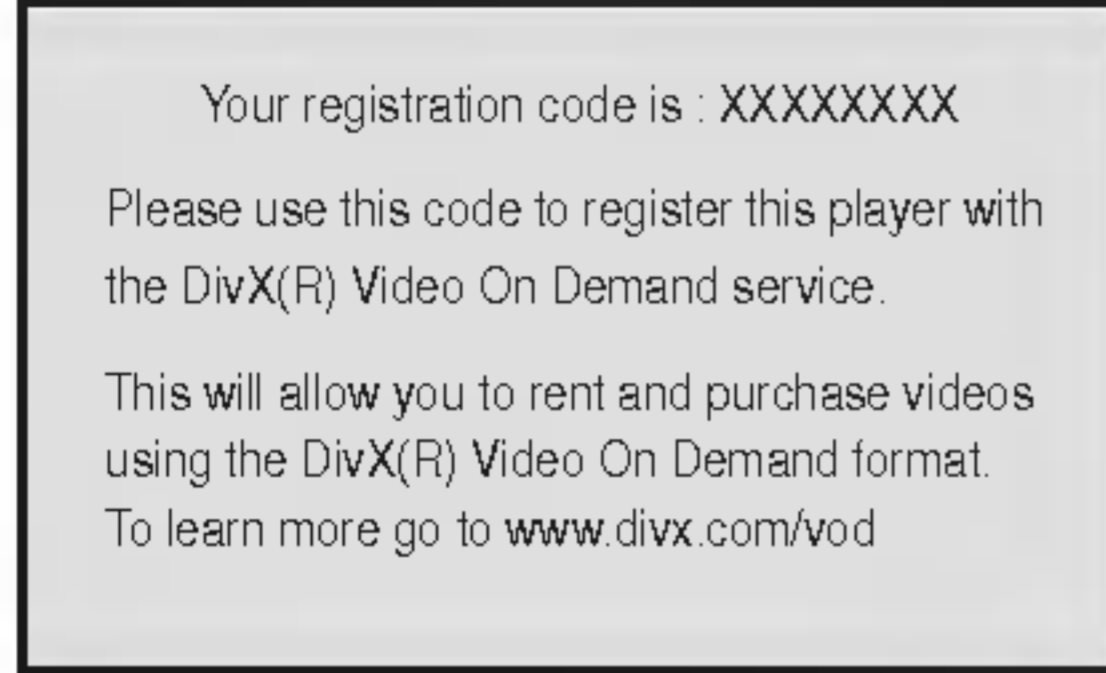 Your registration code is : XXXXXXXX
Please use this code to register this player with
the DivX(R) Video On Demand service.
This will allow you to rent and purchase videos
using the DivX(R) Video On Demand format.
To learn more go to www.divx.com/vod